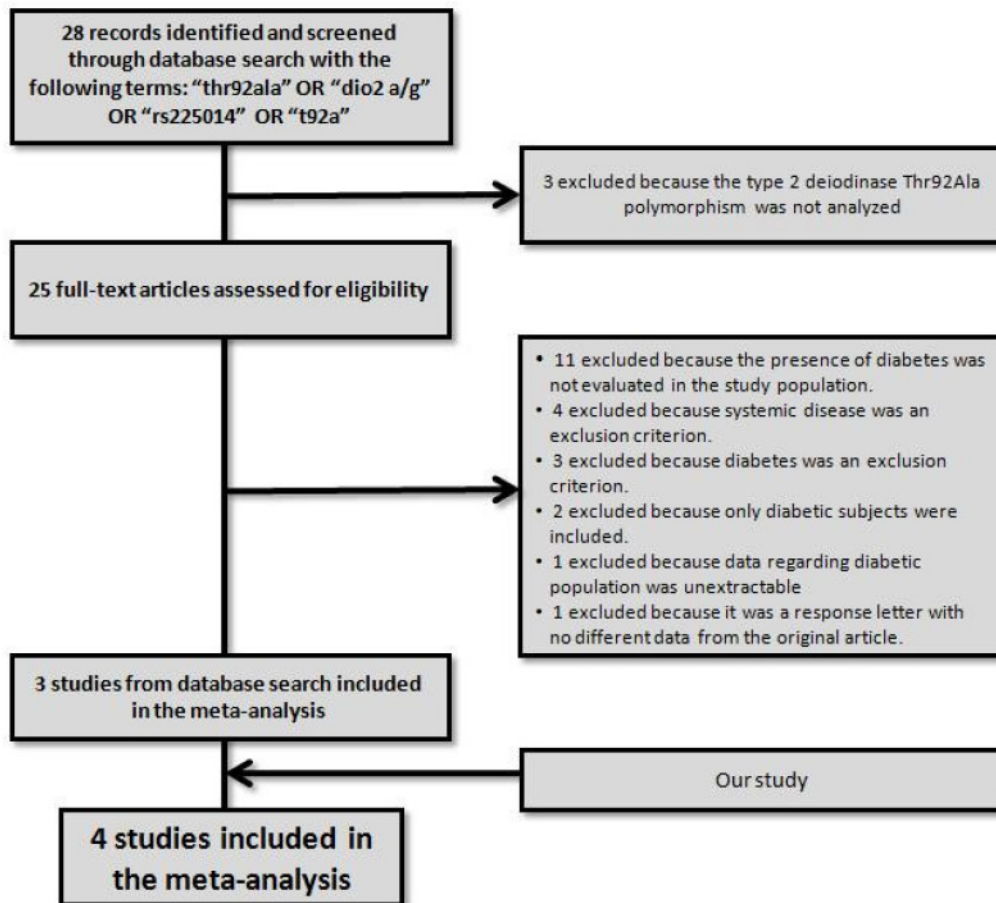 28 records identified and screened
through database search with the
following terms: “thr92ala” OR “dio2 a/g”
OR “rs225014” OR “t92a”
3 excluded because the type 2 deiodinase Thr92Ala
polymorphism was not analyzed
25 full-text articles assessed for eligibility
• 11 excluded because the presence of diabetes was
not evaluated in the study population.
• 4 excluded because systemic disease was an
exclusion criterion.
• 3 excluded because diabetes was an exclusion
criterion.
• 2 excluded because only diabetic subjects were
included.
• 1 excluded because data regarding diabetic
population was unextractable
• 1 excluded because it was a response letter with
no different data from the original article.
3 studies from database search included
in the meta-analysis
Our study
4 studies included in
the meta-analysis